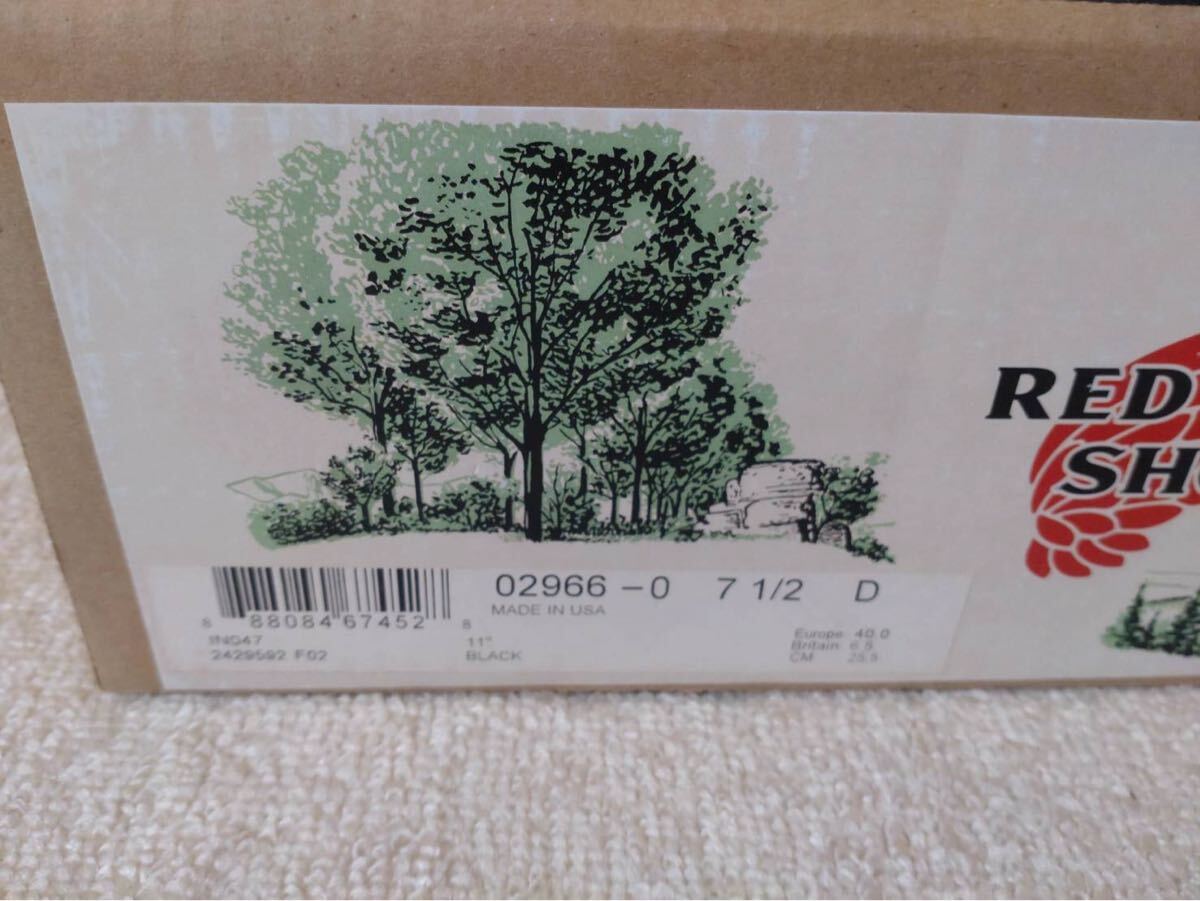 RED
SH
02966-0 7 1/2 D
MADE IN USA
8 88084 67452 8
11"
BLACK
2429592 F02
Europe 40.0
Britain 6.5
CM 25.5